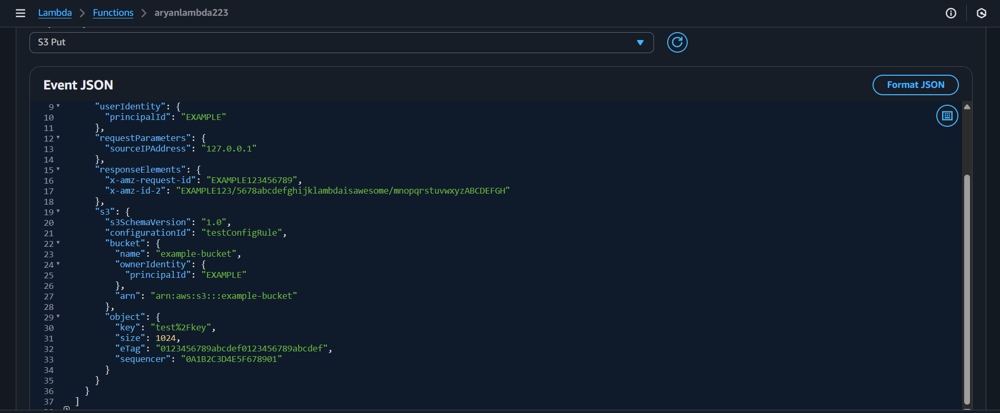 Lambda > Functions > aryanlambda223
S3 Put
Event JSON
Format JSON
9 "userIdentity": {
10 "principalId": "EXAMPLE"
11 },
12 "requestParameters": {
13 "sourceIPAddress": "127.0.0.1"
14 },
15 "responseElements": {
16 "x-amz-request-id": "EXAMPLE123456789",
17 "x-amz-id-2": "EXAMPLE123/5678abcdefghijklambdaisawesome/mnopqrstuvwxyzABCDEFGH"
18 },
19 "s3": {
20 "s3SchemaVersion": "1.0",
21 "configurationId": "testConfigRule",
22 "bucket": {
23 "name": "example-bucket",
24 "ownerIdentity": {
25 "principalId": "EXAMPLE"
26 },
27 "arn": "arn:aws:s3:::example-bucket"
28 },
29 "object": {
30 "key": "test%2Fkey",
31 "size": 1024,
32 "eTag": "0123456789abcdef0123456789abcdef",
33 "sequencer": "0A1B2C3D4E5F678901"
34 }
35 }
36 }
37 ]